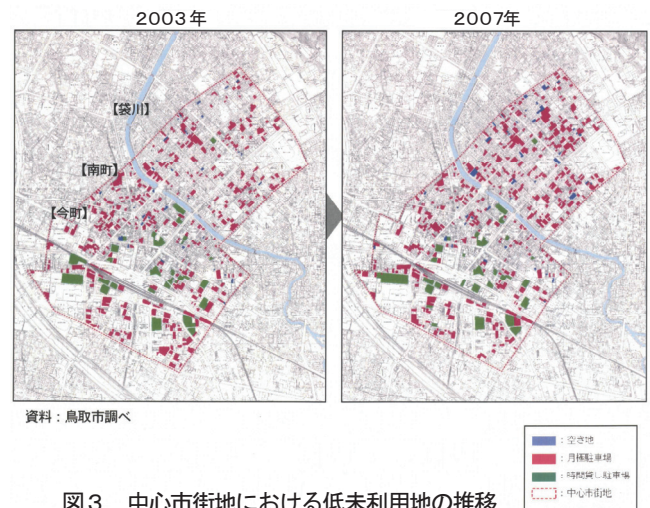 2003年
2007年
【袋川】
【南町】
【今町】
資料：鳥取市調べ
：空き地
：月極駐車場
：時間貸し駐車場
：中心市街地
図３　中心市街地における低未利用地の推移